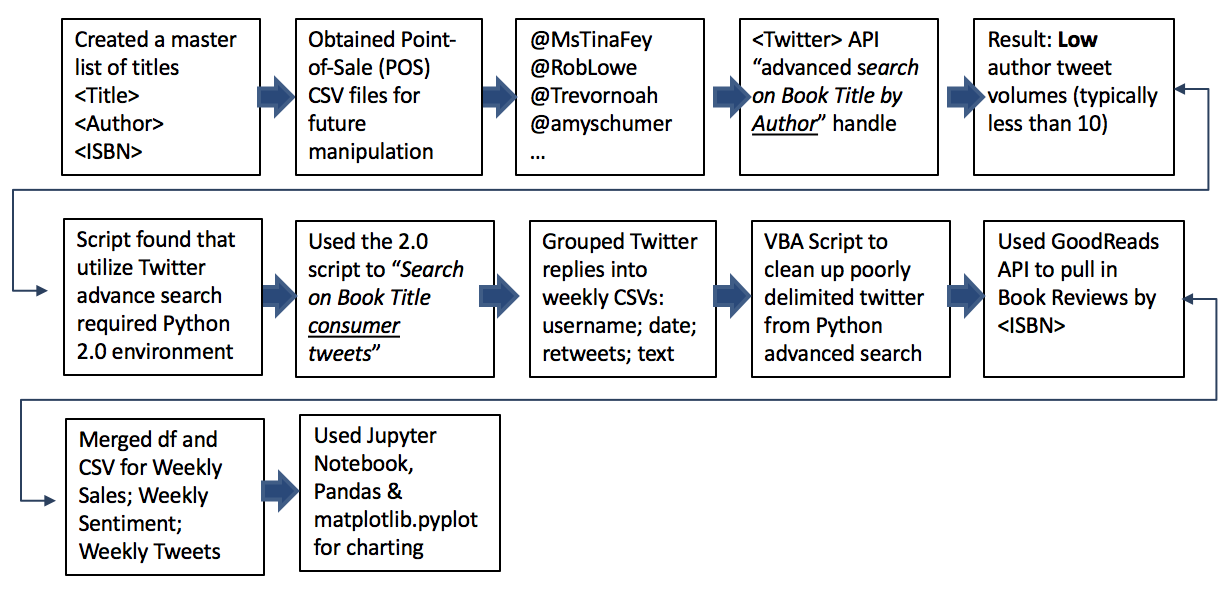 Created a master
list of titles
<Title>
<Author>
<ISBN>
Obtained Point-
of-Sale (POS)
CSV files for
future
manipulation
@MsTinaFey
@RobLowe
@Trevornoah
@amyschumer
...
<Twitter> API
“advanced search
on Book Title by
Author” handle
Result: Low
author tweet
volumes (typically
less than 10)
Script found that
utilize Twitter
advance search
required Python
2.0 environment
Used the 2.0
script to “Search
on Book Title
consumer
tweets”
Grouped Twitter
replies into
weekly CSVs:
username; date;
retweets; text
VBA Script to
clean up poorly
delimited twitter
from Python
advanced search
Used GoodReads
API to pull in
Book Reviews by
<ISBN>
Merged df and
CSV for Weekly
Sales; Weekly
Sentiment;
Weekly Tweets
Used Jupyter
Notebook,
Pandas &
matplotlib.pyplot
for charting